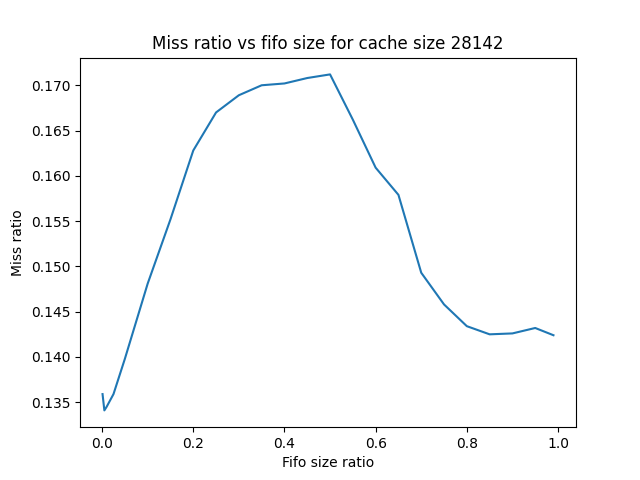 Miss ratio vs fifo size for cache size 28142
0.170
0.165
0.160
0.155
0.150
0.145
0.140
0.135
Miss ratio
0.0 0.2 0.4 0.6 0.8 1.0
Fifo size ratio